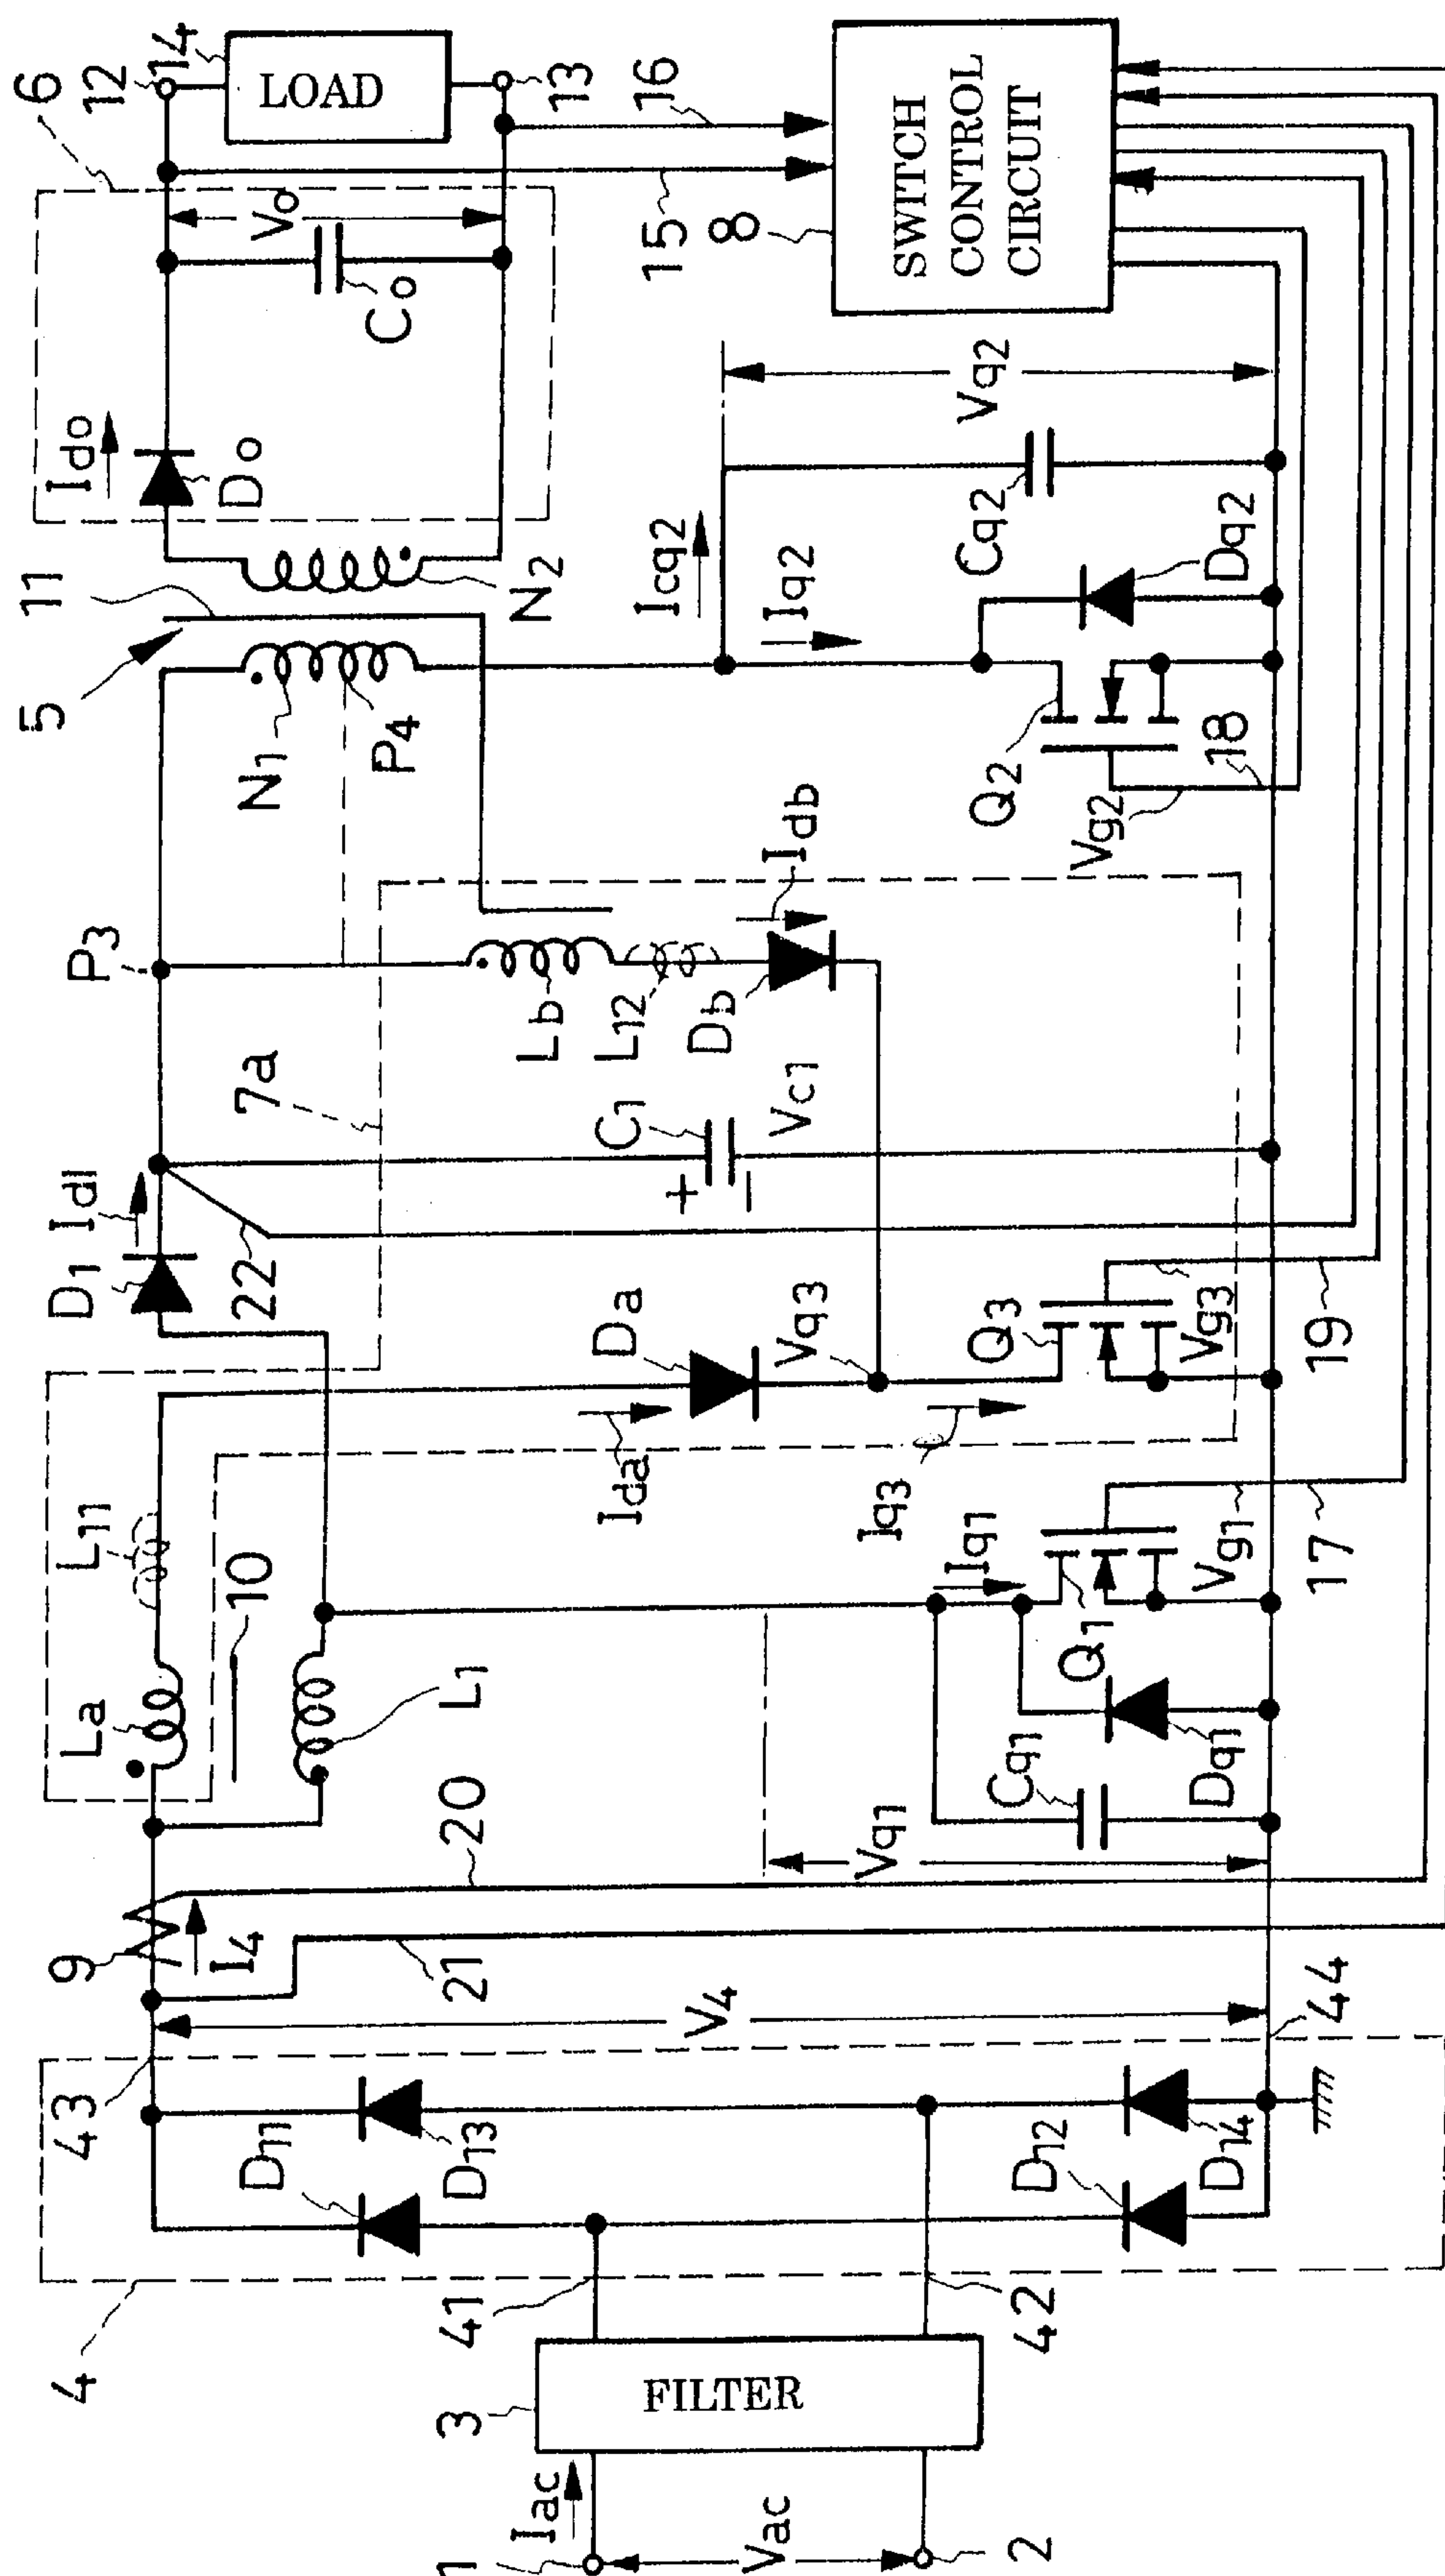 1
2
Iac
Vac
3
FILTER
41
42
4
D11
D13
D12
D14
43
44
V4
9
I4
21
20
La
L11
10
L1
Vq1
Cq1
Dq1
Q1
Iq1
Vg1
17
Ida
Iq3
Da
Vq3
Q3
Vg3
19
D1
Id1
22
7a
C1
+
−
Vc1
P3
Lb
L12
Db
Idb
5
11
N1
P4
N2
Icq2
Iq2
Q2
Vg2
18
Cq2
Dq2
Vq2
Ido
Do
Co
Vo
6
12
14
LOAD
13
15
16
8
SWITCH
CONTROL
CIRCUIT